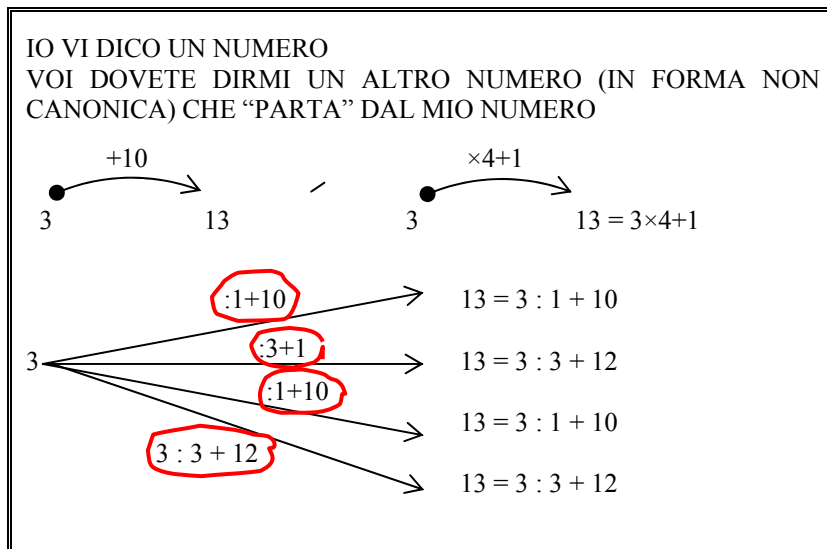 IO VI DICO UN NUMERO
VOI DOVETE DIRMI UN ALTRO NUMERO (IN FORMA NON
CANONICA) CHE “PARTA” DAL MIO NUMERO
+10 ×4+1
3 13 3 13 = 3×4+1
:1+10 13 = 3 : 1 + 10
:3+1
3 13 = 3 : 3 + 12
:1+10
13 = 3 : 1 + 10
3 : 3 + 12
13 = 3 : 3 + 12